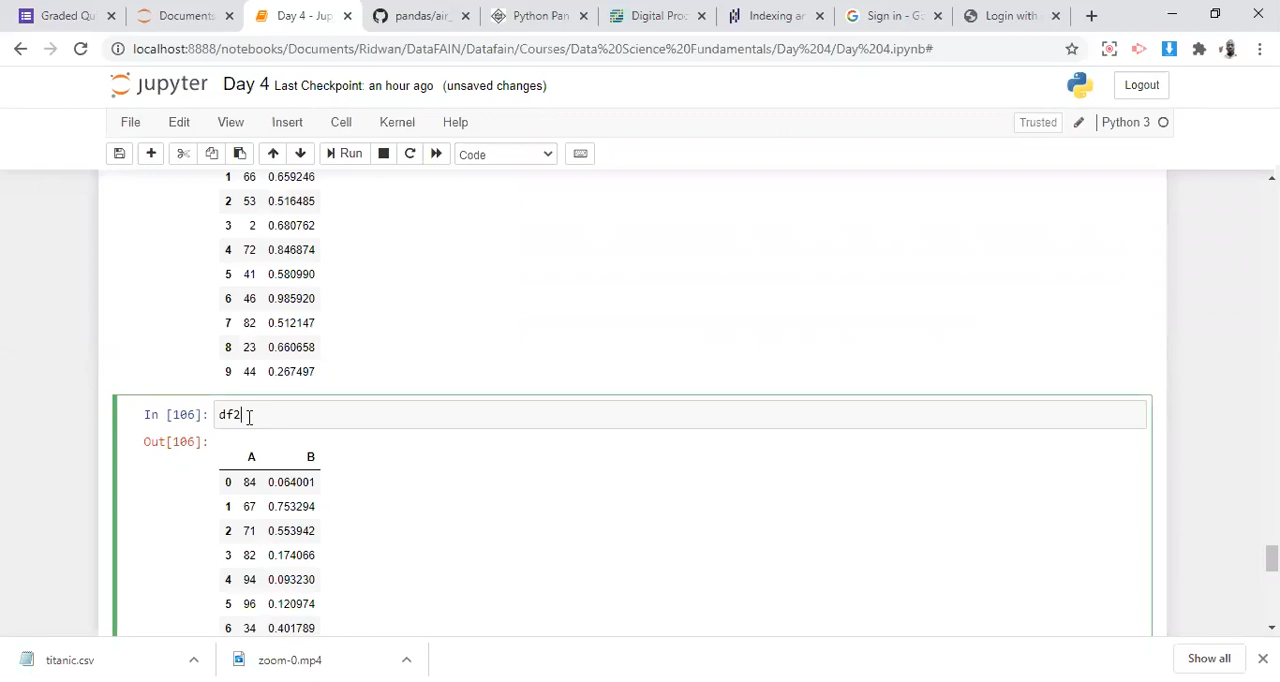 Graded Qu
Documents
Day 4 - Jup
pandas/air_
Python Pan
Digital Proc
Indexing ar
Sign in - G
Login with
localhost:8888/notebooks/Documents/Ridwan/DataFAIN/Datafain/Courses/Data%20Science%20Fundamentals/Day%204/Day%204.ipynb#
jupyter Day 4 Last Checkpoint: an hour ago (unsaved changes)
Logout
File Edit View Insert Cell Kernel Help
Trusted
Python 3
Run
Code
1 66 0.659246
2 53 0.516485
3 2 0.680762
4 72 0.846874
5 41 0.580990
6 46 0.985920
7 82 0.512147
8 23 0.660658
9 44 0.267497
In [106]: df2
Out[106]:
A B
0 84 0.064001
1 67 0.753294
2 71 0.553942
3 82 0.174066
4 94 0.093230
5 96 0.120974
6 34 0.401789
titanic.csv
zoom-0.mp4
Show all